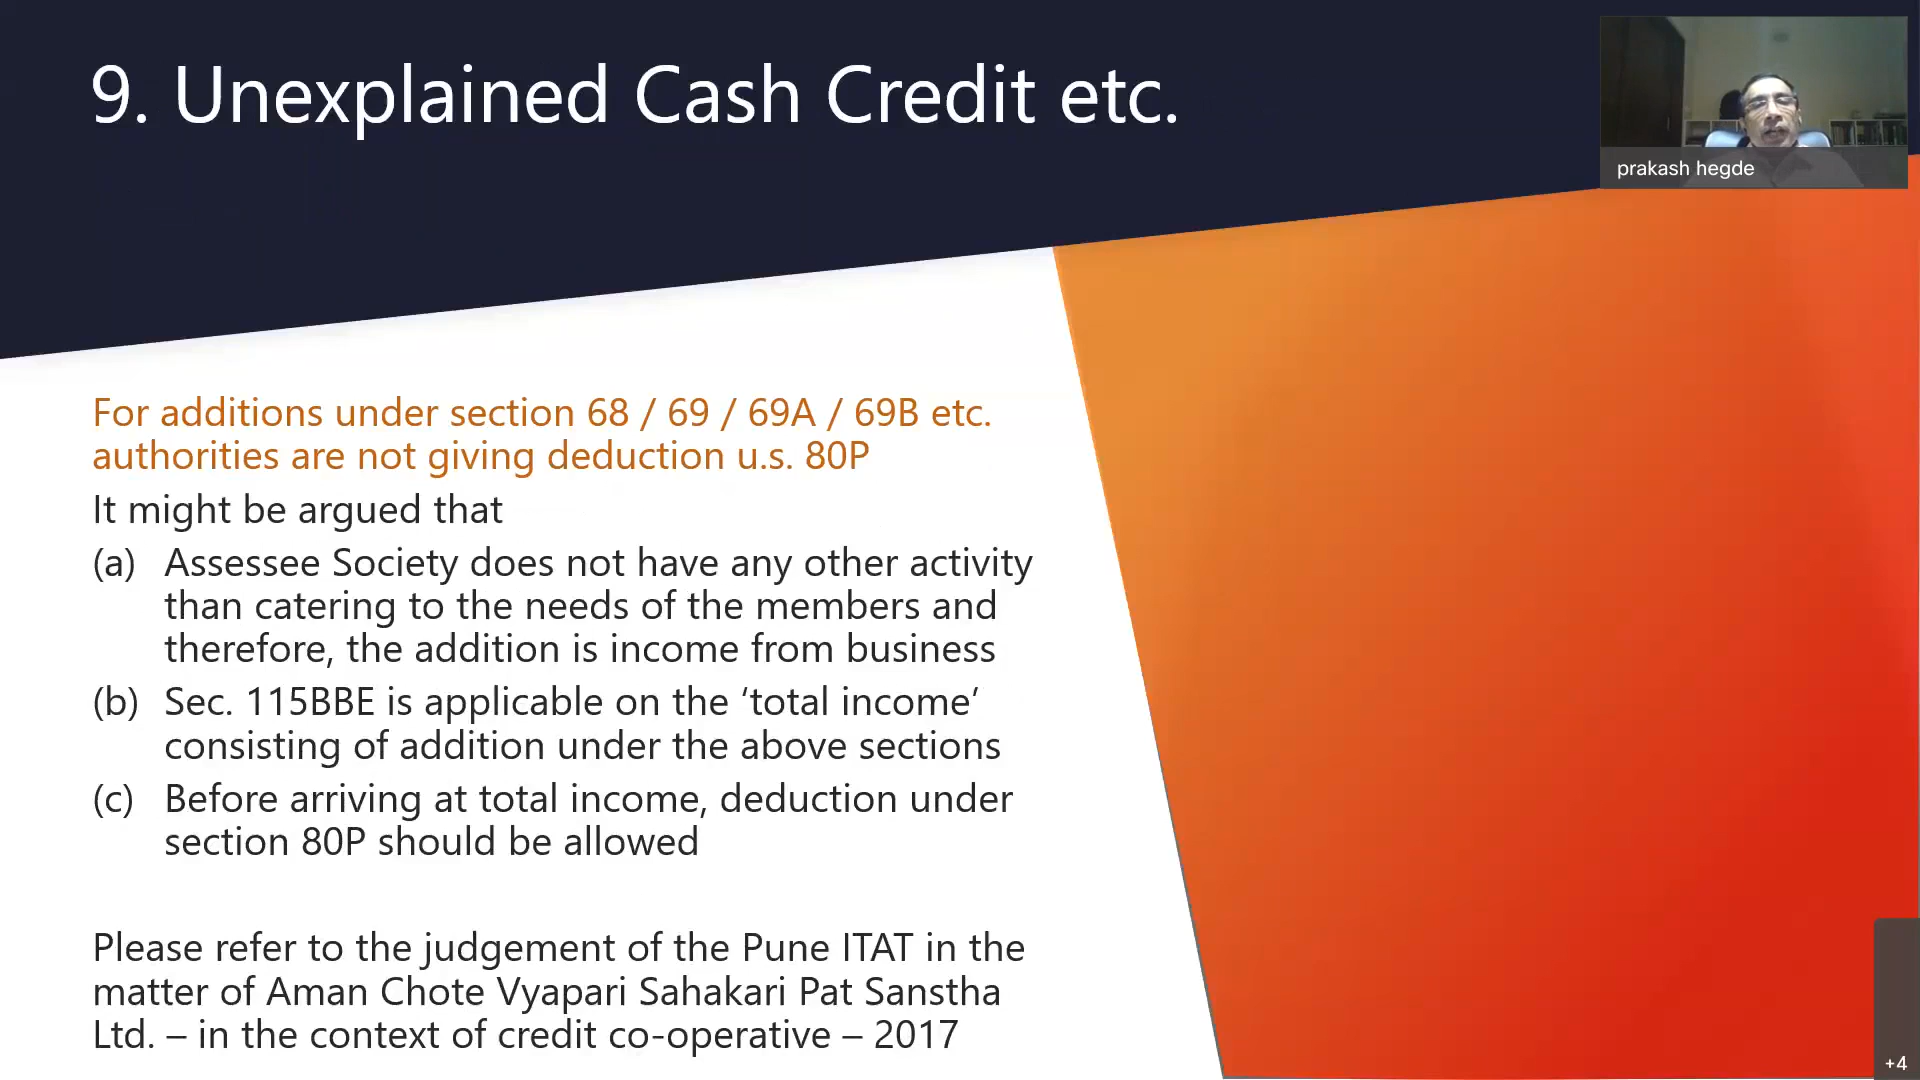 9. Unexplained Cash Credit etc.
prakash hegde
For additions under section 68 / 69 / 69A / 69B etc.
authorities are not giving deduction u.s. 80P
It might be argued that
(a) Assessee Society does not have any other activity
than catering to the needs of the members and
therefore, the addition is income from business
(b) Sec. 115BBE is applicable on the ‘total income’
consisting of addition under the above sections
(c) Before arriving at total income, deduction under
section 80P should be allowed
Please refer to the judgement of the Pune ITAT in the
matter of Aman Chote Vyapari Sahakari Pat Sanstha
Ltd. – in the context of credit co-operative – 2017
+4